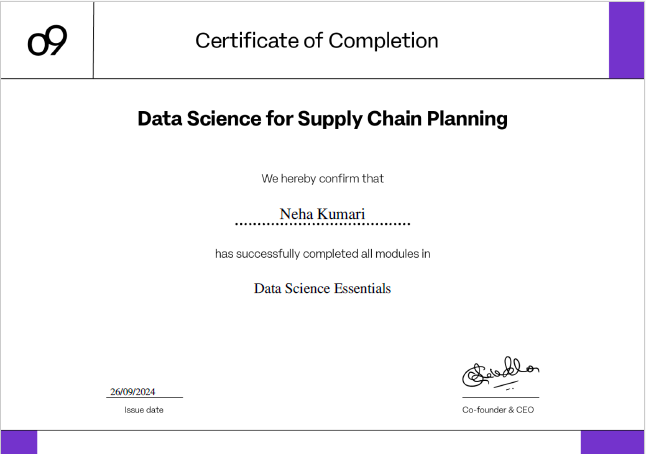 o9
Certificate of Completion
Data Science for Supply Chain Planning
We hereby confirm that
Neha Kumari
has successfully completed all modules in
Data Science Essentials
26/09/2024
Issue date
Co-founder & CEO